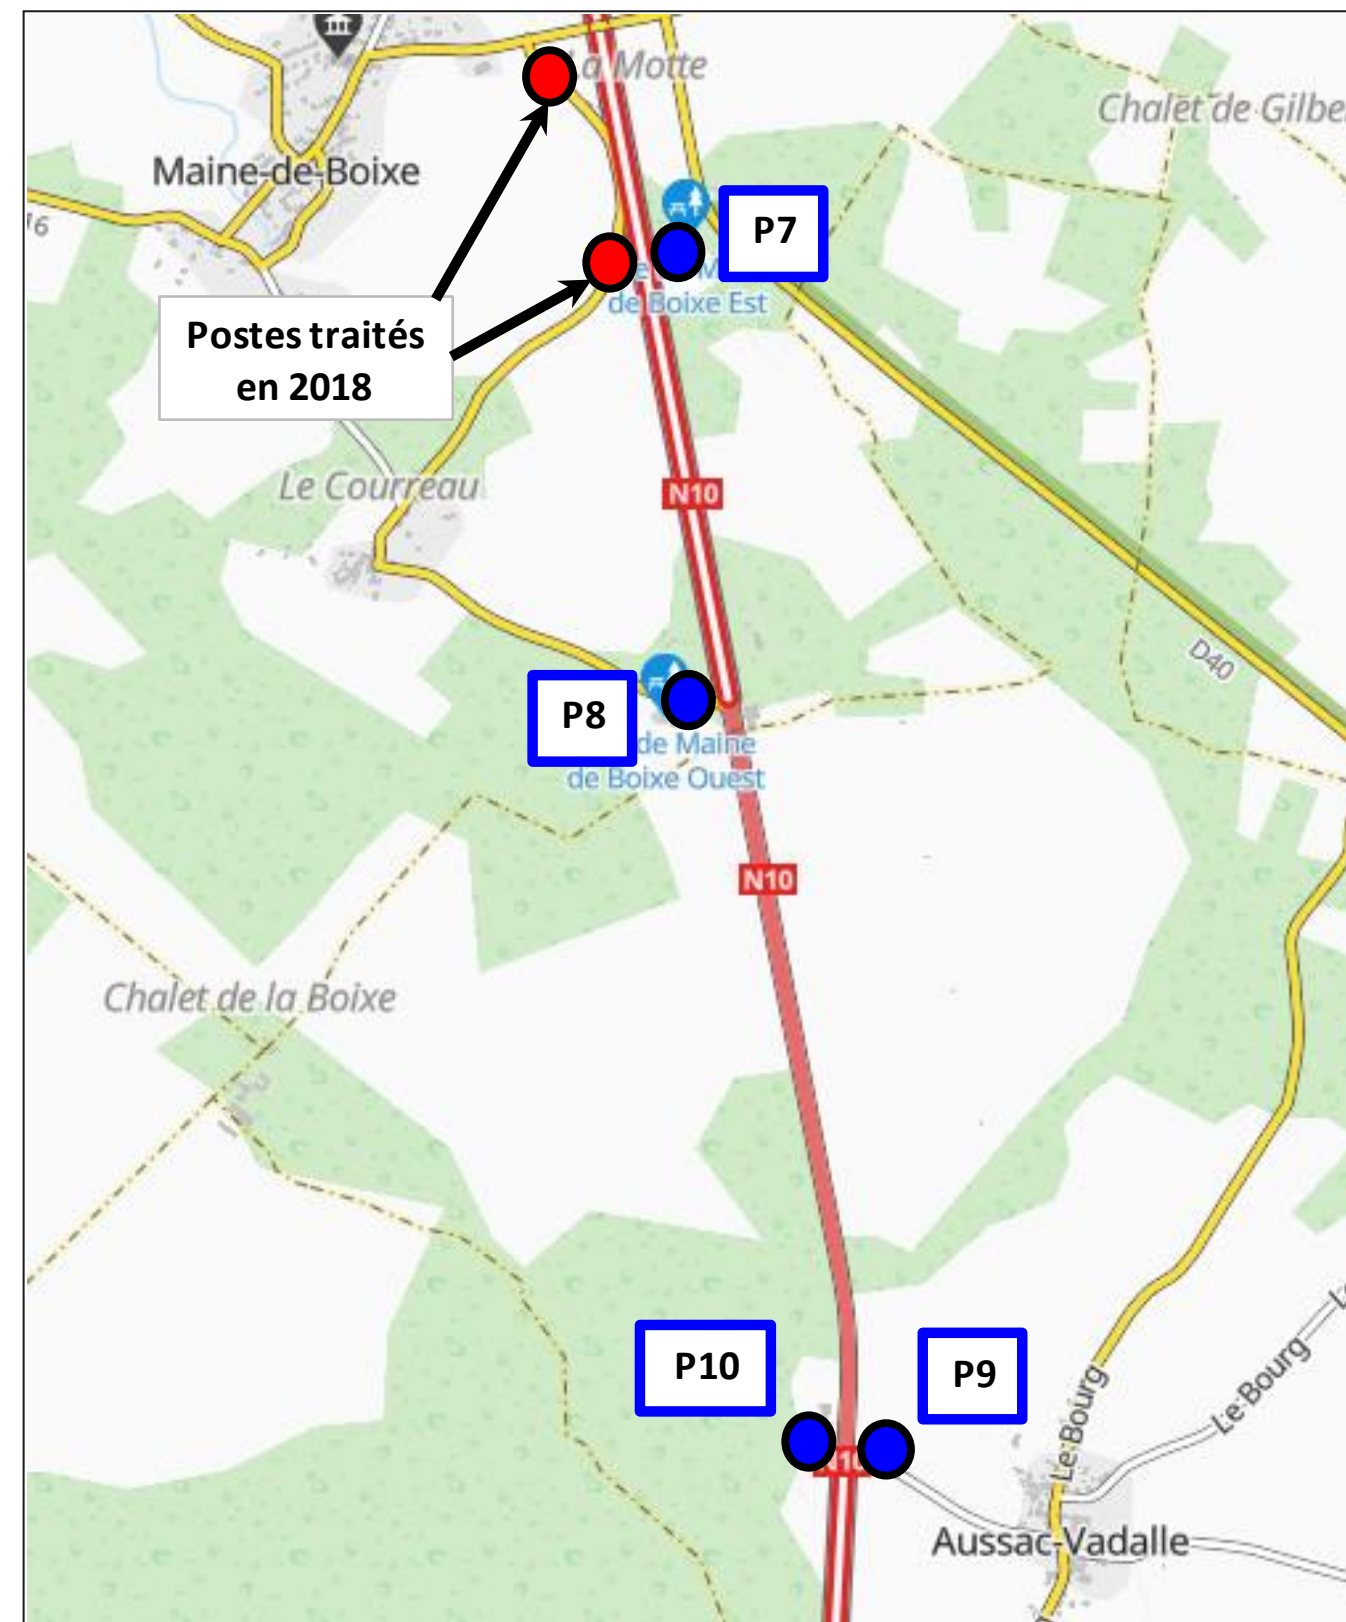 La Motte
Chalet de Gilbe
Maine-de-Boixe
16
P7
de Boixe Est
Postes traités
en 2018
Le Courreau
N10
D40
P8
de Maine
de Boixe Ouest
N10
Chalet de la Boixe
P10
P9
Le Bourg
Le Bourg
N10
Aussac-Vadalle